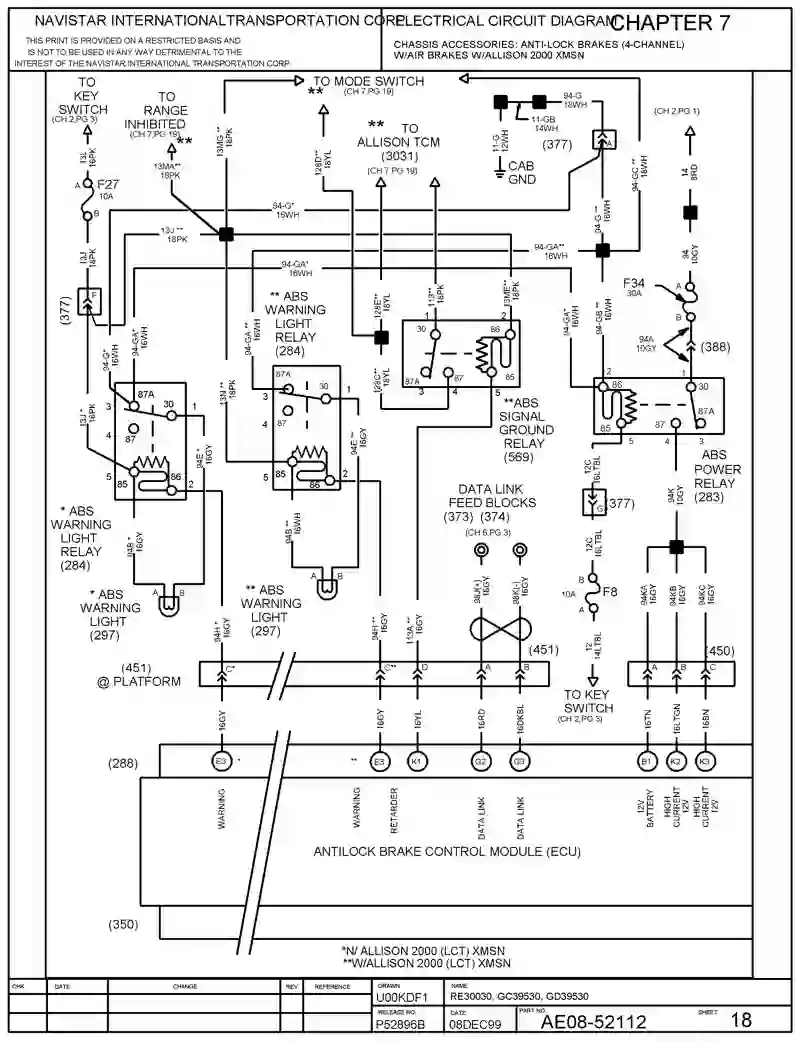 NAVISTAR INTERNATIONALTRANSPORTATION CORP.
ELECTRICAL CIRCUIT DIAGRAM
CHAPTER 7
THIS PRINT IS PROVIDED ON A RESTRICTED BASIS AND
IS NOT TO BE USED IN ANY WAY DETRIMENTAL TO THE
INTEREST OF THE NAVISTAR INTERNATIONAL TRANSPORTATION CORP
CHASSIS ACCESSORIES: ANTI-LOCK BRAKES (4-CHANNEL)
W/AIR BRAKES W/ALLISON 2000 XMSN
TO
KEY
SWITCH
(CH 2,PG 3)
TO
RANGE
INHIBITED
(CH 7,PG 19)
**
TO MODE SWITCH
(CH 7,PG 19)
**
**
TO
ALLISON TCM
(3031)
(CH 7,PG 19)
94-G
18WH
11-GB
14WH
11-G
12WH
CAB
GND
(377)
A
(CH 2,PG 1)
13L
16PK
A
F27
10A
B
13MA**
18PK
13MG**
18PK
128D**
18YL
94-GC**
18WH
14
8RD
94-G*
16WH
94-G**
16WH
13J**
18PK
94-GA**
16WH
94-GA*
16WH
94
10GY
13J
18PK
(377)
F
** ABS
WARNING
LIGHT
RELAY
(284)
128E**
18YL
113**
18PK
13ME**
18PK
94-GA*
16WH
94-GB**
16WH
F34
30A
A
B
94A
10GY
(388)
94-G*
16WH
94-GA*
16WH
94-GA**
16WH
128C**
18YL
1
2
30
86
87A
87
85
3
4
5
**ABS
SIGNAL
GROUND
RELAY
(569)
2
1
86
30
87A
85
87
5
4
3
ABS
POWER
RELAY
(283)
13J*
16PK
13N**
18PK
87A
30
1
3
4
87
5
85
86
2
87A
30
1
3
4
87
5
85
86
2
94E*
16GY
94E**
16GY
* ABS
WARNING
LIGHT
RELAY
(284)
94B*
16GY
94B**
16WH
A
B
A
B
* ABS
WARNING
LIGHT
(297)
** ABS
WARNING
LIGHT
(297)
DATA LINK
FEED BLOCKS
(373) (374)
(CH 6,PG 3)
98J(+)
16GY
98K(-)
16GY
12C
16LTBL
G
(377)
12C
16LTBL
B
F8
10A
A
12
14LTBL
TO KEY
SWITCH
(CH 2,PG 3)
94K
10GY
94KA
16GY
94KB
16GY
94KC
16GY
94H*
16GY
94H**
16GY
113A**
16GY
(451)
@ PLATFORM
C*
C**
D
A
B
(451)
(450)
A
B
C
16GY
16GY
16YL
16RD
16DKBL
16TN
16LTGN
16BN
(288)
E3
*
**
E3
K1
G2
G3
B1
K2
K3
WARNING
WARNING
RETARDER
DATA LINK
DATA LINK
12V
BATTERY
HIGH
CURRENT
12V
HIGH
CURRENT
12V
ANTILOCK BRAKE CONTROL MODULE (ECU)
(350)
*N/ ALLISON 2000 (LCT) XMSN
**W/ALLISON 2000 (LCT) XMSN
CHK
DATE
CHANGE
REV
REFERENCE
DRAWN
U00KDF1
NAME
RE30030, GC39530, GD39530
RELEASE NO.
P52896B
DATE
08DEC99
PART NO.
AE08-52112
SHEET
18